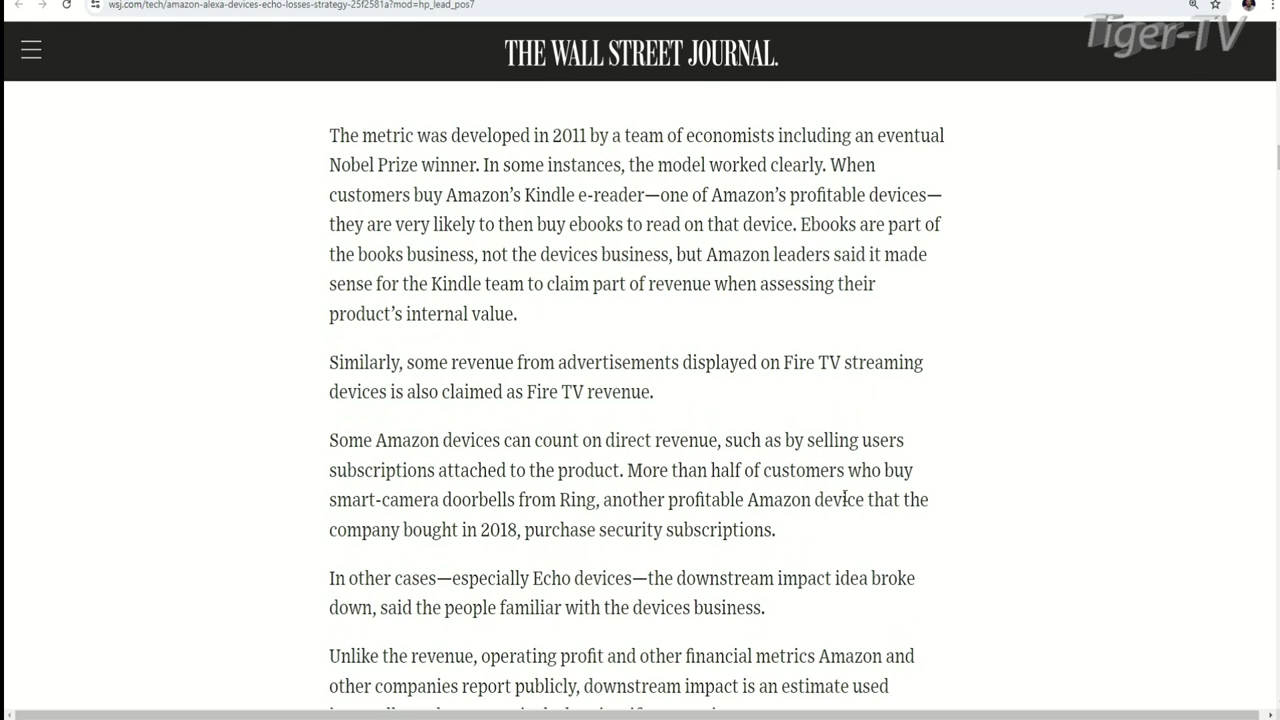 wsj.com/tech/amazon-alexa-devices-echo-losses-strategy-25f2581a?mod=hp_lead_pos7
Tiger-TV
THE WALL STREET JOURNAL.
The metric was developed in 2011 by a team of economists including an eventual
Nobel Prize winner. In some instances, the model worked clearly. When
customers buy Amazon’s Kindle e-reader—one of Amazon’s profitable devices—
they are very likely to then buy ebooks to read on that device. Ebooks are part of
the books business, not the devices business, but Amazon leaders said it made
sense for the Kindle team to claim part of revenue when assessing their
product’s internal value.
Similarly, some revenue from advertisements displayed on Fire TV streaming
devices is also claimed as Fire TV revenue.
Some Amazon devices can count on direct revenue, such as by selling users
subscriptions attached to the product. More than half of customers who buy
smart-camera doorbells from Ring, another profitable Amazon device that the
company bought in 2018, purchase security subscriptions.
In other cases—especially Echo devices—the downstream impact idea broke
down, said the people familiar with the devices business.
Unlike the revenue, operating profit and other financial metrics Amazon and
other companies report publicly, downstream impact is an estimate used